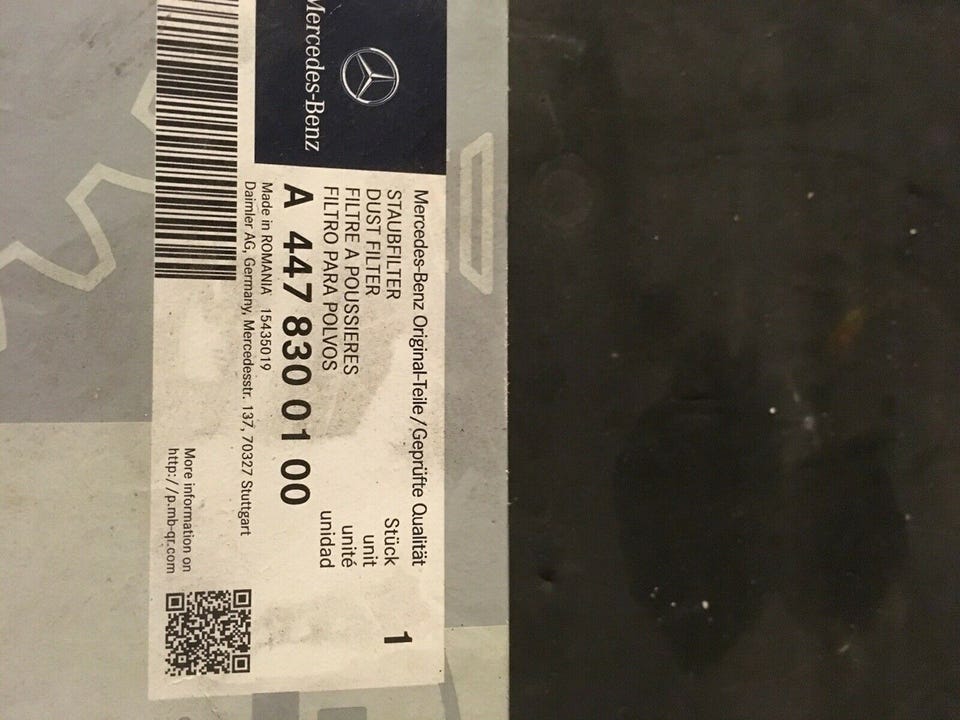 Mercedes-Benz
Mercedes-Benz Original-Teile/Geprüfte Qualität
STAUBFILTER Stück
DUST FILTER unit 1
FILTRE A POUSSIERES unité
FILTRO PARA POLVOS unidad
A 447 830 01 00
Made in ROMANIA 15435019
Daimler AG, Germany, Mercedesstr. 137, 70327 Stuttgart
More information on
http://p.mb-qr.com